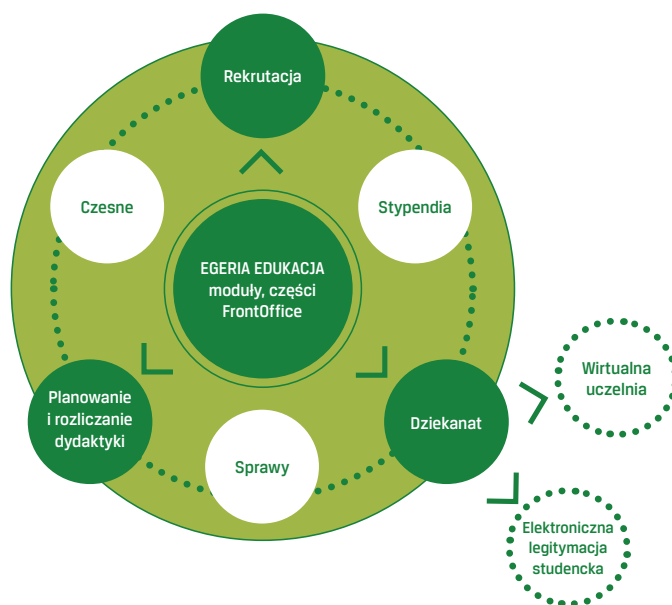 Rekrutacja
Czesne
Stypendia
EGERIA EDUKACJA
moduły, części
FrontOffice
Planowanie
i rozliczanie
dydaktyki
Sprawy
Dziekanat
Wirtualna
uczelnia
Elektroniczna
legitymacja
studencka